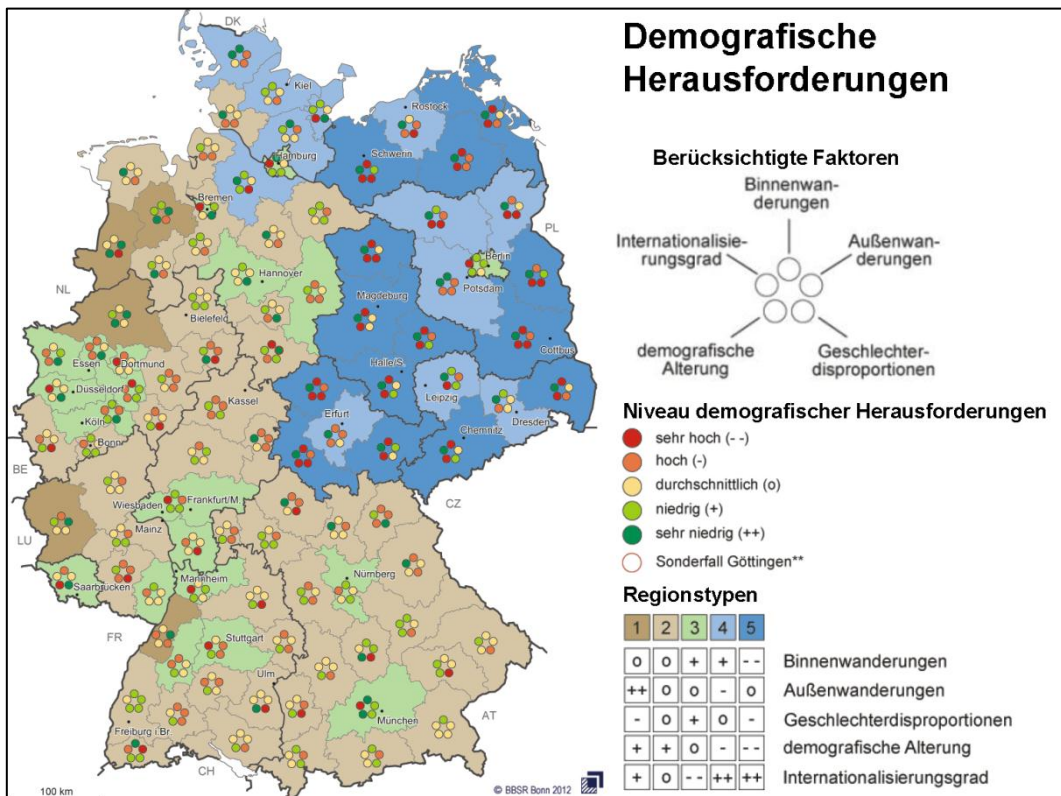 Demografische
Herausforderungen
Berücksichtigte Faktoren
Binnenwan-
derungen
Internationalisie-
rungsgrad
Außenwan-
derungen
demografische
Alterung
Geschlechter-
disproportionen
Niveau demografischer Herausforderungen
sehr hoch (- -)
hoch (-)
durchschnittlich (o)
niedrig (+)
sehr niedrig (++)
Sonderfall Göttingen**
Regionstypen
1 2 3 4 5
o o + + - - Binnenwanderungen
++ o o - o Außenwanderungen
- o + o - Geschlechterdisproportionen
+ + o - - - demografische Alterung
+ o - - ++ ++ Internationalisierungsgrad
DK
Kiel
Rostock
Hamburg
Schwerin
Bremen
PL
Berlin
Hannover
Potsdam
NL
Magdeburg
Bielefeld
Cottbus
Essen
Dortmund
Halle/S.
Düsseldorf
Kassel
Leipzig
Erfurt
Dresden
Köln
Chemnitz
Bonn
BE
CZ
Wiesbaden
Frankfurt/M.
LU
Mainz
Mannheim
Nürnberg
Saarbrücken
FR
Stuttgart
Ulm
München
AT
Freiburg i.Br.
CH
100 km
© BBSR Bonn 2012